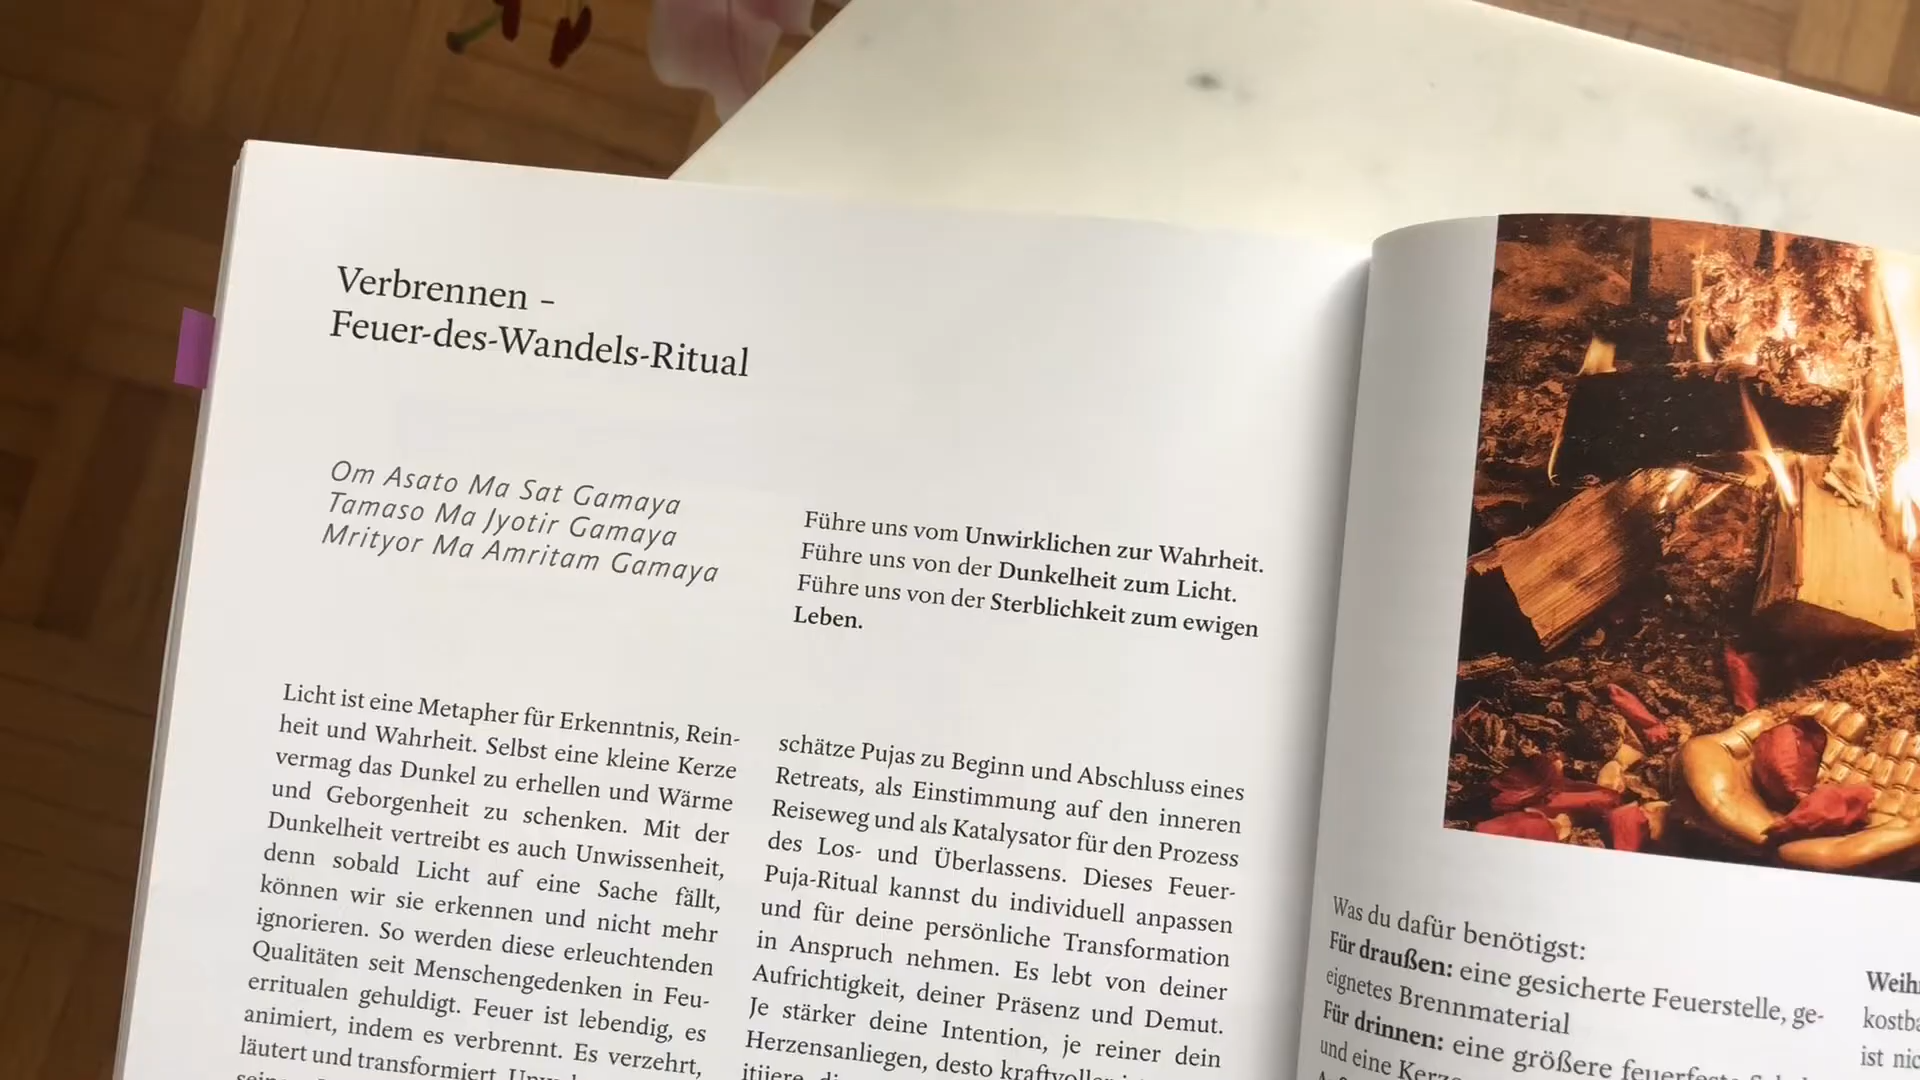 Verbrennen –
Feuer-des-Wandels-Ritual
Om Asato Ma Sat Gamaya
Tamaso Ma Jyotir Gamaya
Mrityor Ma Amritam Gamaya
Führe uns vom Unwirklichen zur Wahrheit.
Führe uns von der Dunkelheit zum Licht.
Führe uns von der Sterblichkeit zum ewigen
Leben.
Licht ist eine Metapher für Erkenntnis, Rein-
heit und Wahrheit. Selbst eine kleine Kerze
vermag das Dunkel zu erhellen und Wärme
und Geborgenheit zu schenken. Mit der
Dunkelheit vertreibt es auch Unwissenheit,
denn sobald Licht auf eine Sache fällt,
können wir sie erkennen und nicht mehr
ignorieren. So werden diese erleuchtenden
Qualitäten seit Menschengedenken in Feu-
erritualen gehuldigt. Feuer ist lebendig, es
animiert, indem es verbrennt. Es verzehrt,
läutert und transformiert.
schätze Pujas zu Beginn und Abschluss eines
Retreats, als Einstimmung auf den inneren
Reiseweg und als Katalysator für den Prozess
des Los- und Überlassens. Dieses Feuer-
Puja-Ritual kannst du individuell anpassen
und für deine persönliche Transformation
in Anspruch nehmen. Es lebt von deiner
Aufrichtigkeit, deiner Präsenz und Demut.
Je stärker deine Intention, je reiner dein
Herzensanliegen, desto
Was du dafür benötigst:
Für draußen: eine gesicherte Feuerstelle, ge-
eignetes Brennmaterial
Für drinnen: eine größere
und eine
ist